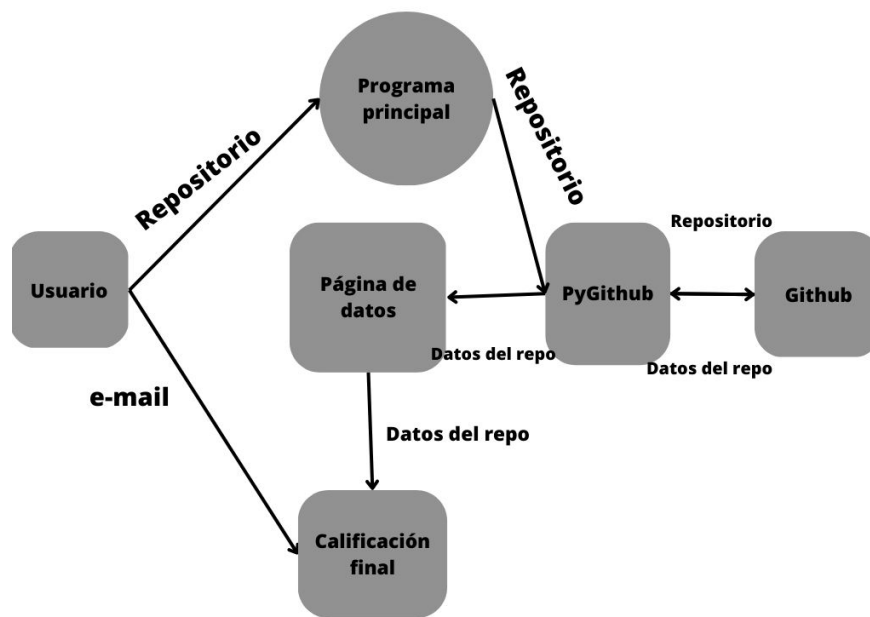 Programa
principal
Repositorio
Repositorio
Repositorio
Usuario
Página de
datos
PyGithub
Github
Datos del repo
Datos del repo
e-mail
Datos del repo
Calificación
final